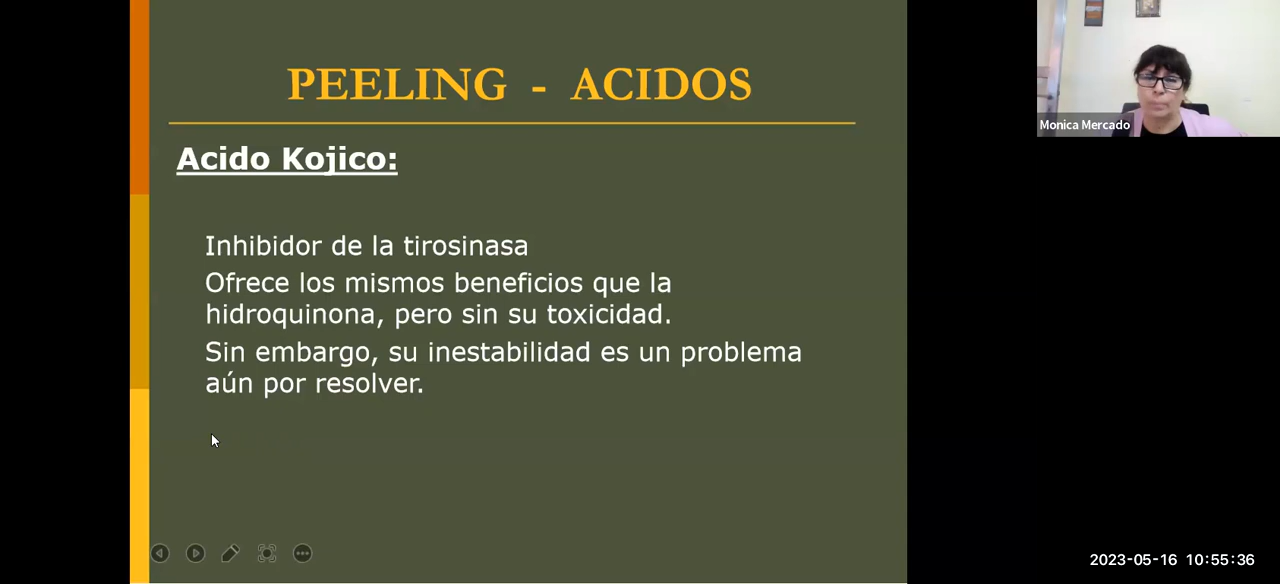 PEELING - ACIDOS
Acido Kojico:
Inhibidor de la tirosinasa
Ofrece los mismos beneficios que la
hidroquinona, pero sin su toxicidad.
Sin embargo, su inestabilidad es un problema
aún por resolver.
Monica Mercado
2023-05-16 10:55:36